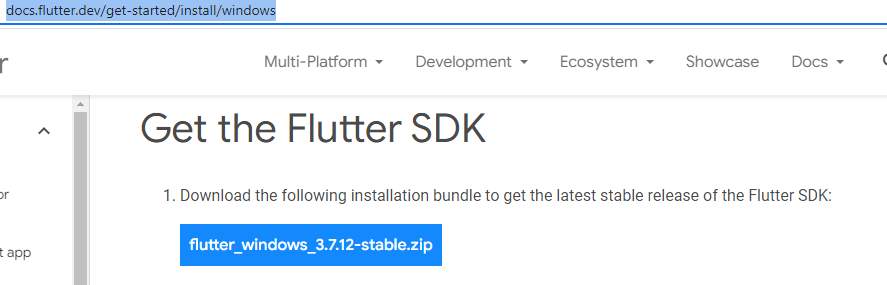 docs.flutter.dev/get-started/install/windows
Multi-Platform Development Ecosystem Showcase Docs
Get the Flutter SDK
1. Download the following installation bundle to get the latest stable release of the Flutter SDK:
or
flutter_windows_3.7.12-stable.zip
t app